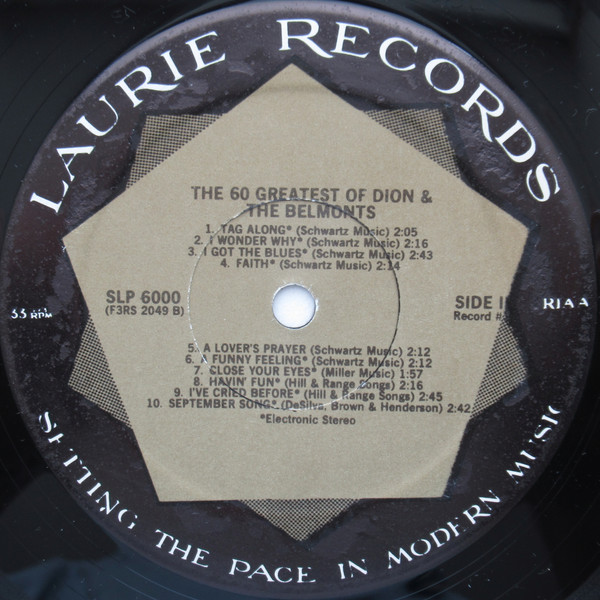 LAURIE RECORDS
THE 60 GREATEST OF DION &
THE BELMONTS
1. TAG ALONG* (Schwartz Music) 2:05
2. I WONDER WHY* (Schwartz Music) 2:16
3. I GOT THE BLUES* (Schwartz Music) 2:43
4. FAITH* (Schwartz Music) 2:14
SLP 6000
(F3RS 2049 B)
SIDE
Record
33 RPM
RIAA
5. A LOVER'S PRAYER (Schwartz Music) 2:12
6. A FUNNY FEELING* (Schwartz Music) 2:12
7. CLOSE YOUR EYES* (Miller Music) 1:57
8. HAVIN' FUN* (Hill & Range Songs) 2:16
9. I'VE CRIED BEFORE* (Hill & Range Songs) 2:45
10. SEPTEMBER SONG* (DeSilva, Brown & Henderson) 2:42
*Electronic Stereo
SETTING THE PACE IN MODERN MUSIC